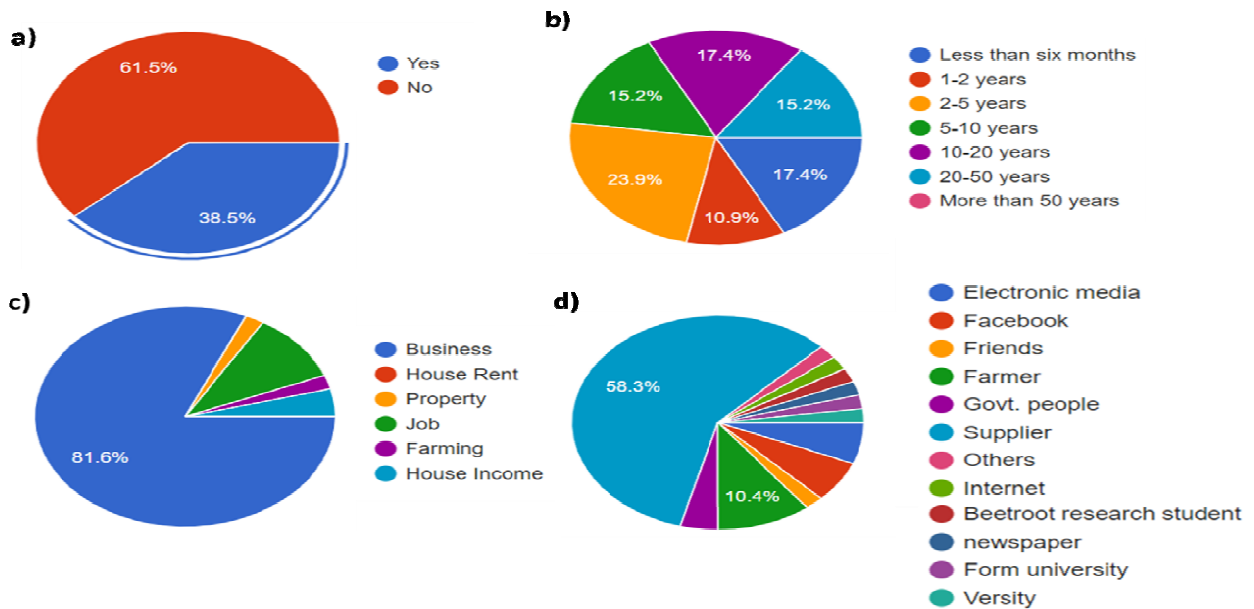 a)
61.5%
38.5%
Yes
No
b)
17.4%
15.2%
15.2%
23.9%
17.4%
10.9%
Less than six months
1-2 years
2-5 years
5-10 years
10-20 years
20-50 years
More than 50 years
c)
81.6%
Business
House Rent
Property
Job
Farming
House Income
d)
58.3%
10.4%
Electronic media
Facebook
Friends
Farmer
Govt. people
Supplier
Others
Internet
Beetroot research student
newspaper
Form university
Versity